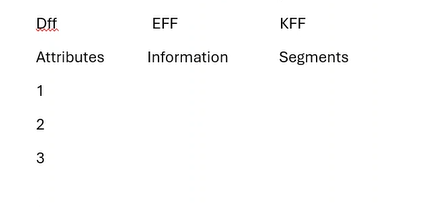 Dff EFF KFF
Attributes Information Segments
1
2
3